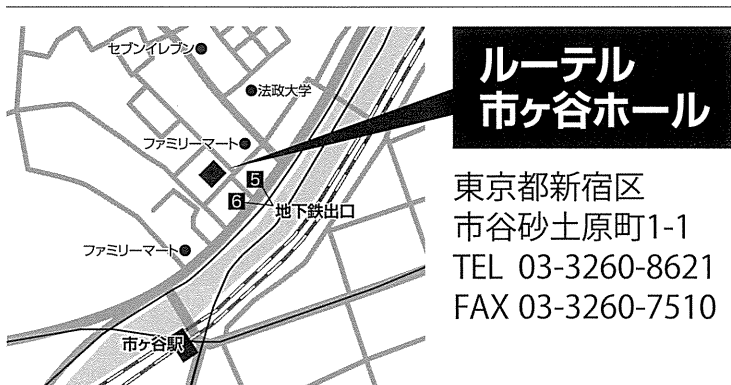 セブンイレブン
法政大学
ファミリーマート
5
6
地下鉄出口
ファミリーマート
市ヶ谷駅
ルーテル
市ヶ谷ホール
東京都新宿区
市谷砂土原町1-1
TEL 03-3260-8621
FAX 03-3260-7510